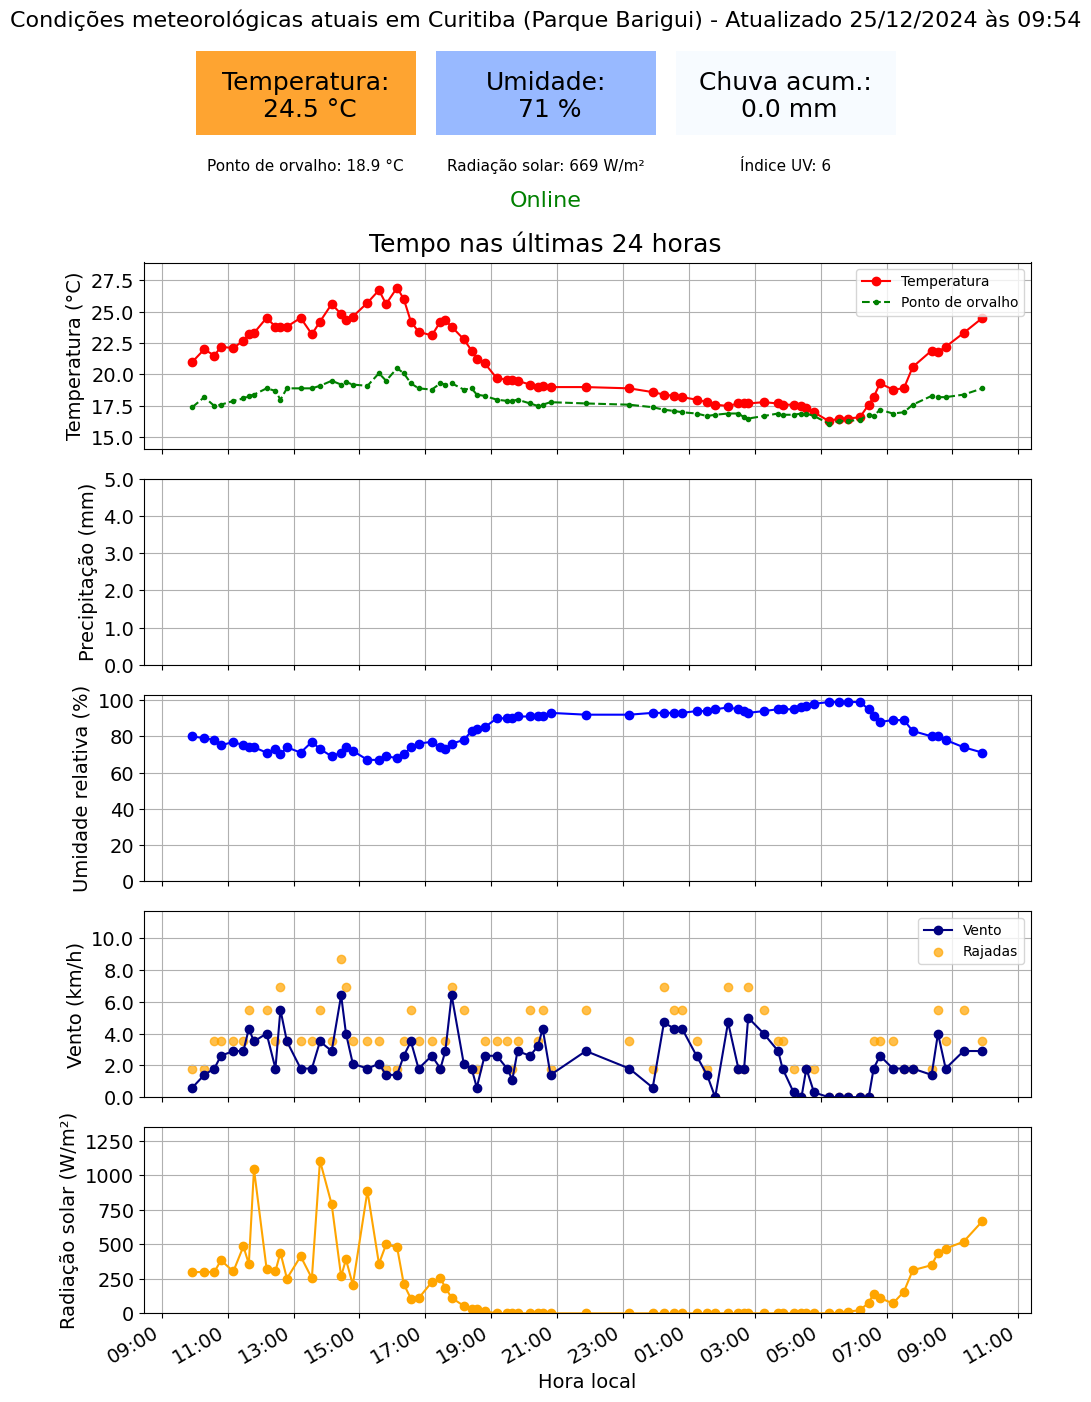 Condições meteorológicas atuais em Curitiba (Parque Barigui) - Atualizado 25/12/2024 às 09:54
Temperatura:
24.5 °C
Umidade:
71 %
Chuva acum.:
0.0 mm
Ponto de orvalho: 18.9 °C
Radiação solar: 669 W/m²
Índice UV: 6
Online
Tempo nas últimas 24 horas
Temperatura (°C)
27.5
25.0
22.5
20.0
17.5
15.0
Temperatura
Ponto de orvalho
Precipitação (mm)
5.0
4.0
3.0
2.0
1.0
0.0
Umidade relativa (%)
100
80
60
40
20
0
Vento (km/h)
10.0
8.0
6.0
4.0
2.0
0.0
Vento
Rajadas
Radiação solar (W/m²)
1250
1000
750
500
250
0
09:00
11:00
13:00
15:00
17:00
19:00
21:00
23:00
01:00
03:00
05:00
07:00
09:00
11:00
Hora local